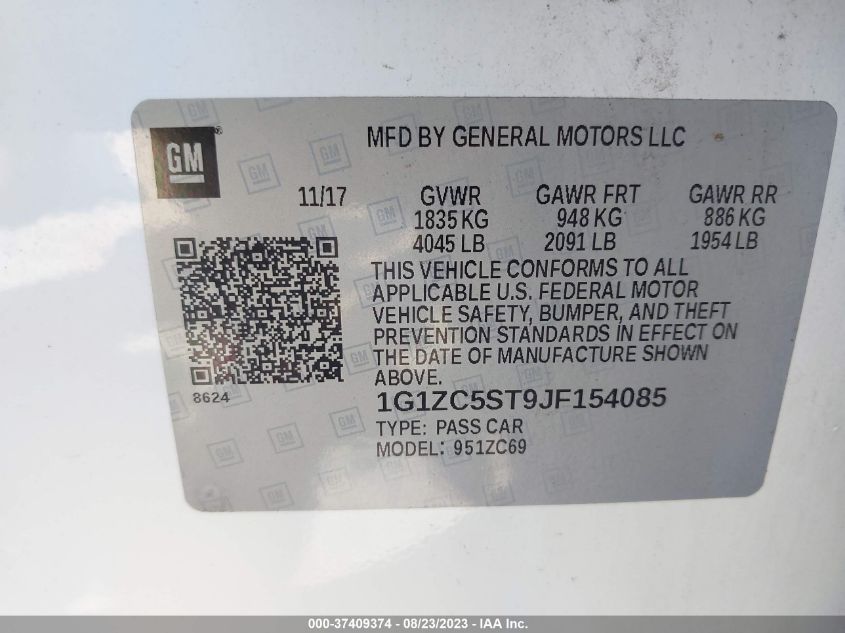 GM ®
MFD BY GENERAL MOTORS LLC
11/17 GVWR GAWR FRT GAWR RR
1835 KG 948 KG 886 KG
4045 LB 2091 LB 1954 LB
THIS VEHICLE CONFORMS TO ALL
APPLICABLE U.S. FEDERAL MOTOR
VEHICLE SAFETY, BUMPER, AND THEFT
PREVENTION STANDARDS IN EFFECT ON
THE DATE OF MANUFACTURE SHOWN
ABOVE.
8624
1G1ZC5ST9JF154085
TYPE: PASS CAR
MODEL: 951ZC69
000-37409374 - 08/23/2023 - IAA Inc.